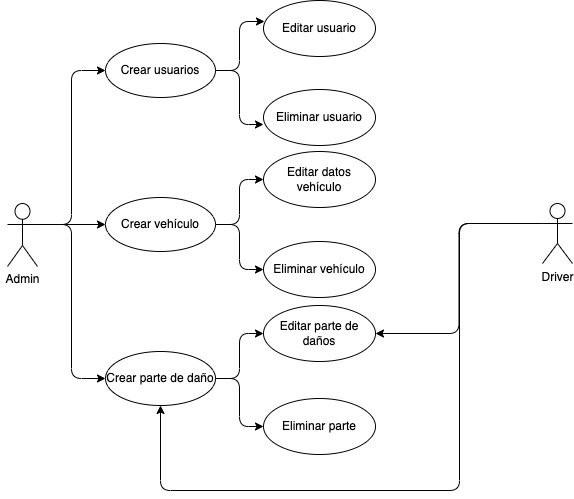 Editar usuario
Crear usuarios
Eliminar usuario
Editar datos
vehículo
Crear vehículo
Admin
Driver
Eliminar vehículo
Editar parte de
daños
Crear parte de daño
Eliminar parte